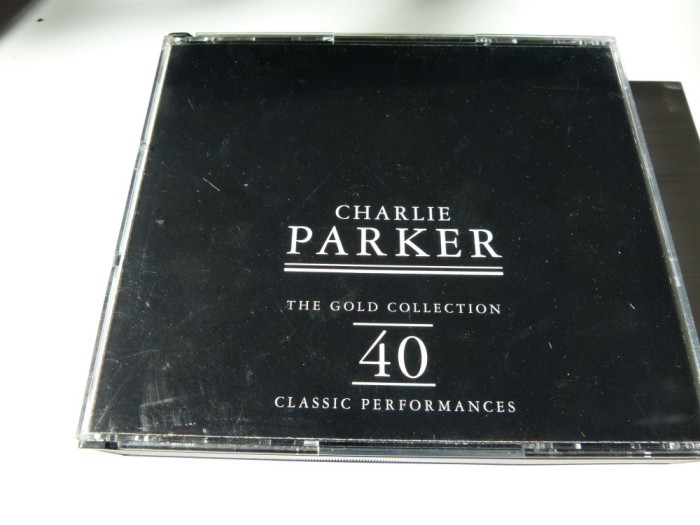 CHARLIE
PARKER
THE GOLD COLLECTION
40
CLASSIC PERFORMANCES